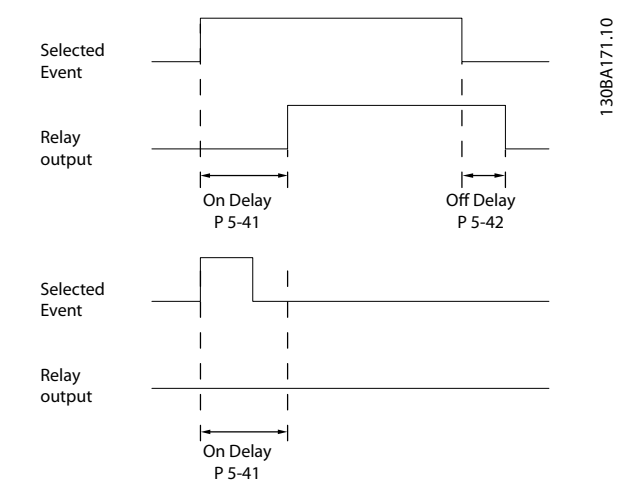 Selected
Event
Relay
output
On Delay
P 5-41
Off Delay
P 5-42
130BA171.10
Selected
Event
Relay
output
On Delay
P 5-41